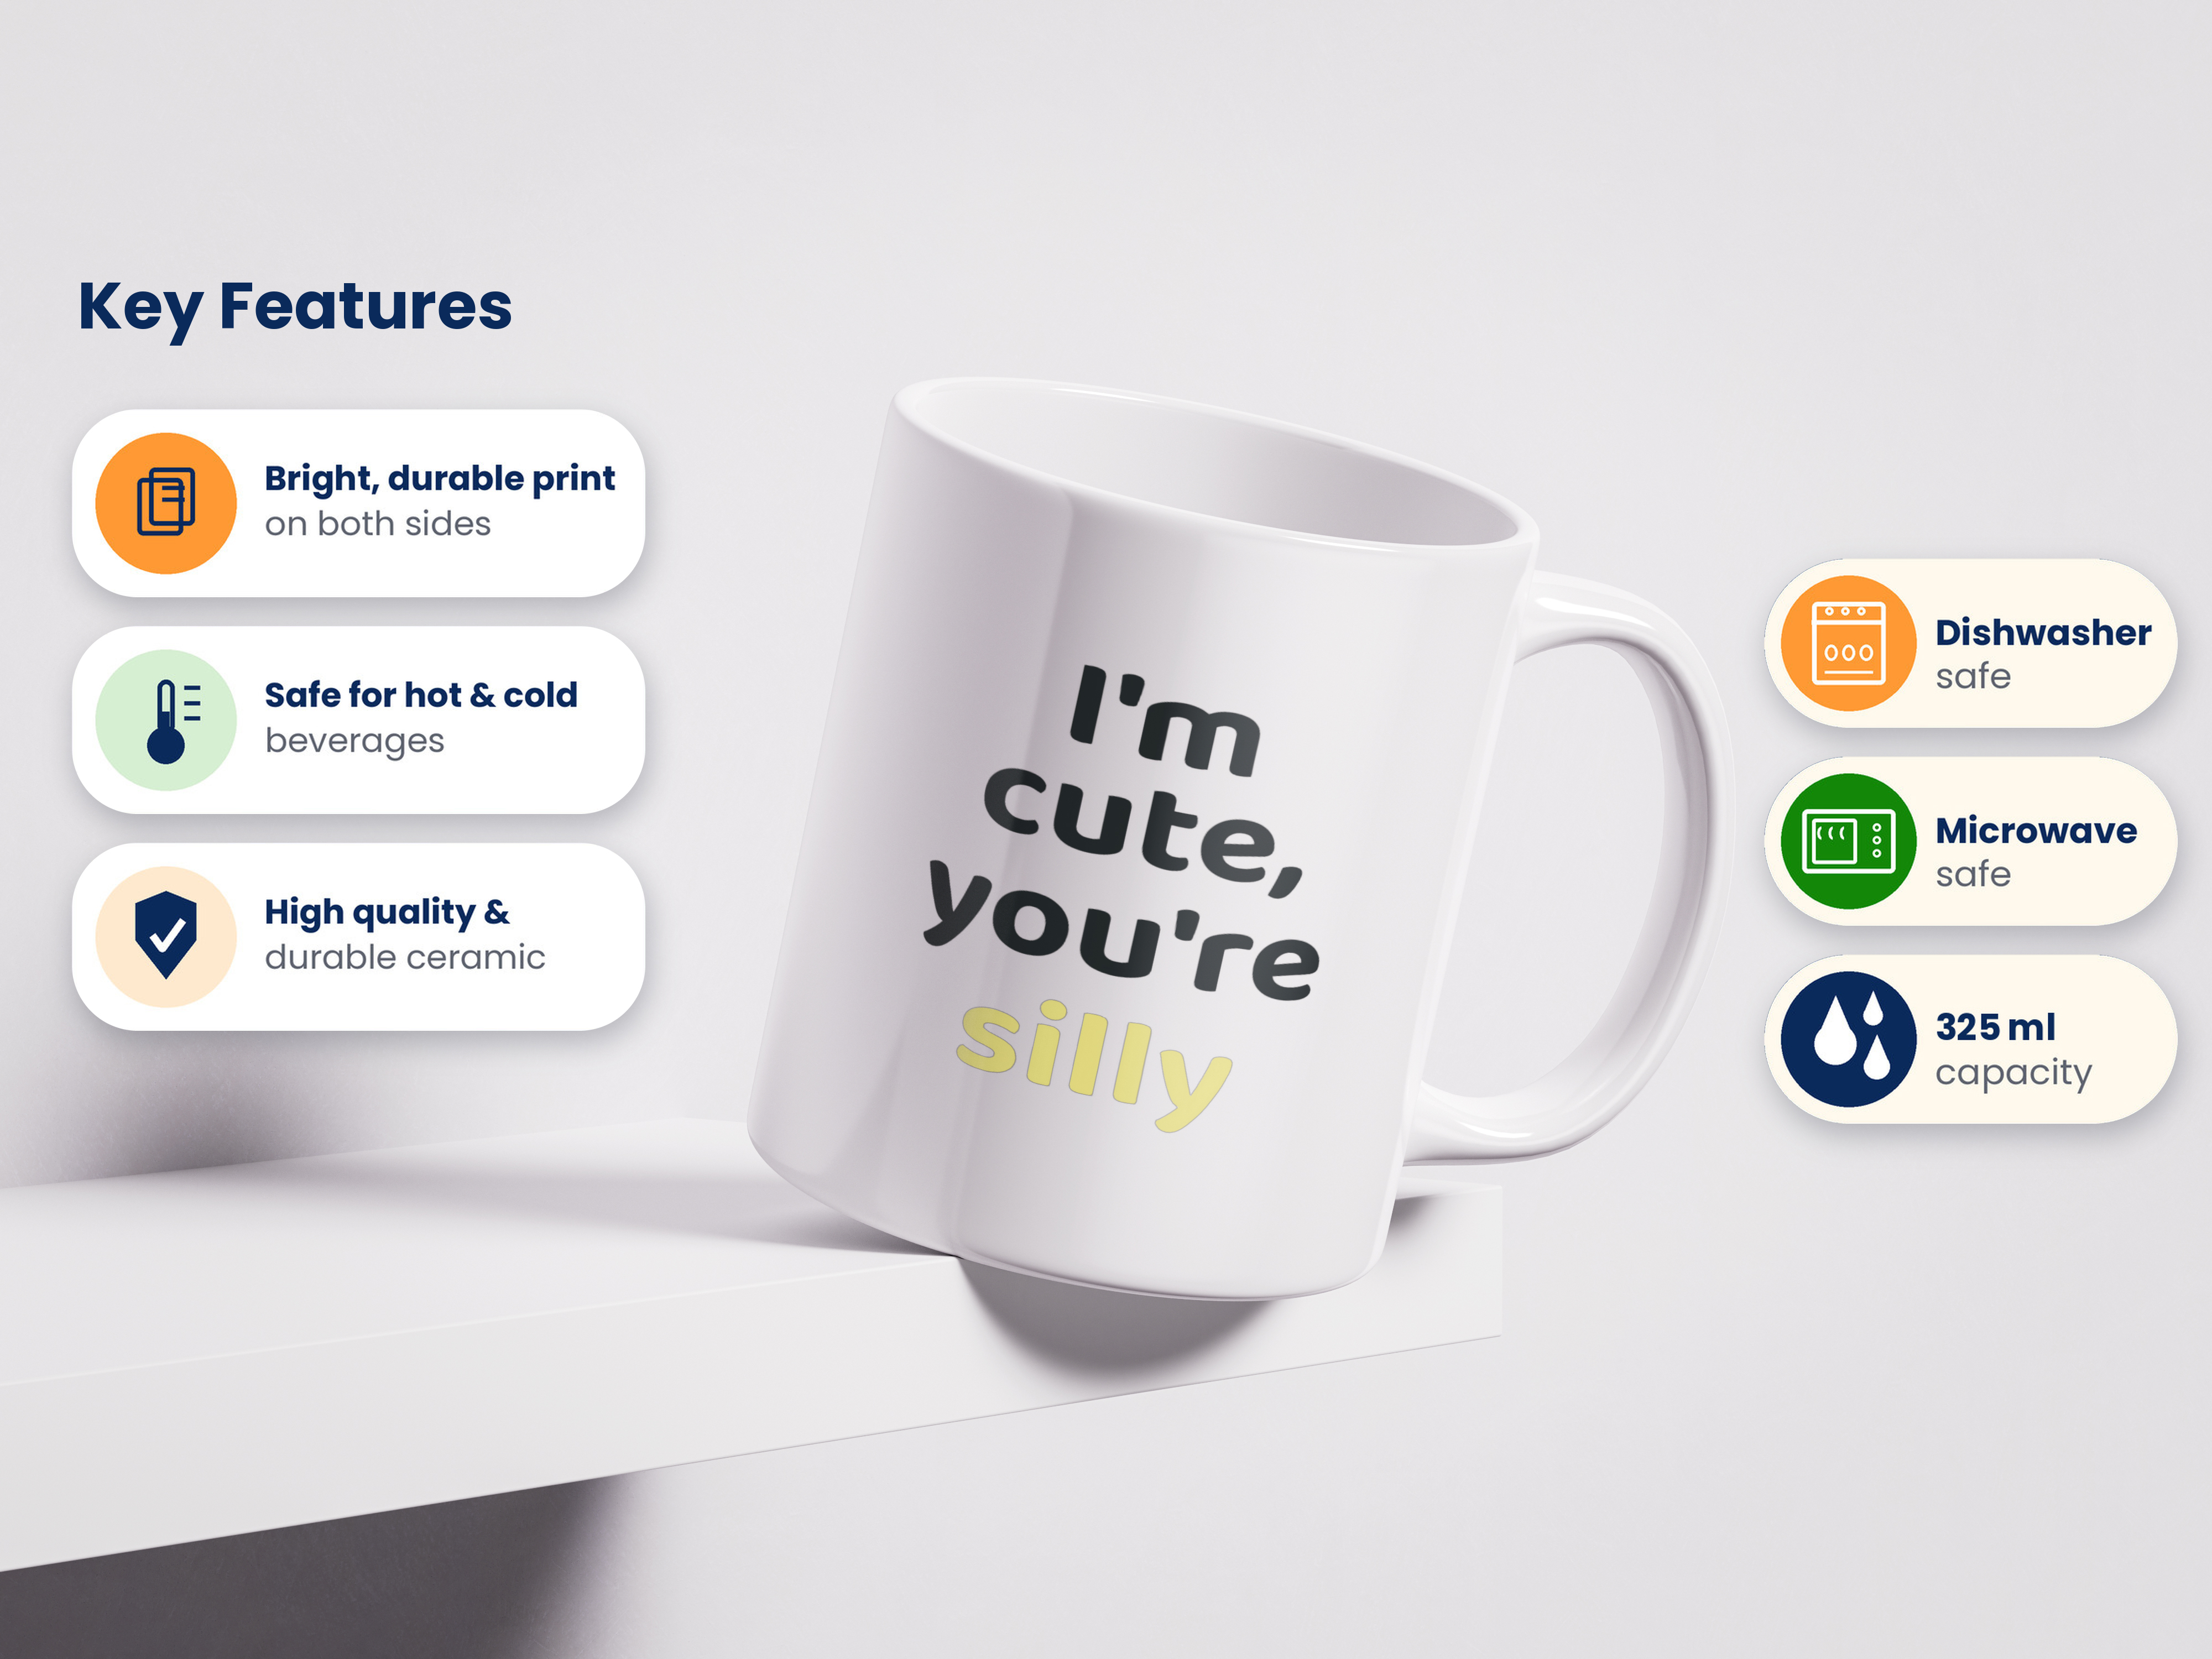 Key Features
Bright, durable print
on both sides
Safe for hot & cold
beverages
High quality &
durable ceramic
I'm
cute,
you're
silly
Dishwasher
safe
Microwave
safe
325 ml
capacity